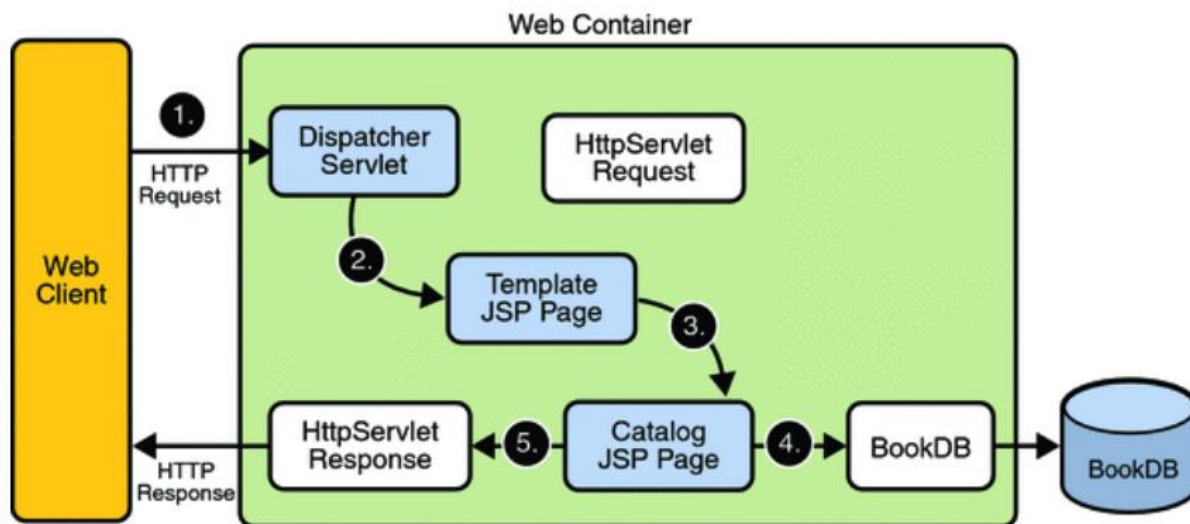 Web Container
1.
HTTP
Request
Dispatcher
Servlet
HttpServlet
Request
Web
Client
2.
Template
JSP Page
3.
HTTP
Response
HttpServlet
Response
5.
Catalog
JSP Page
4.
BookDB
BookDB